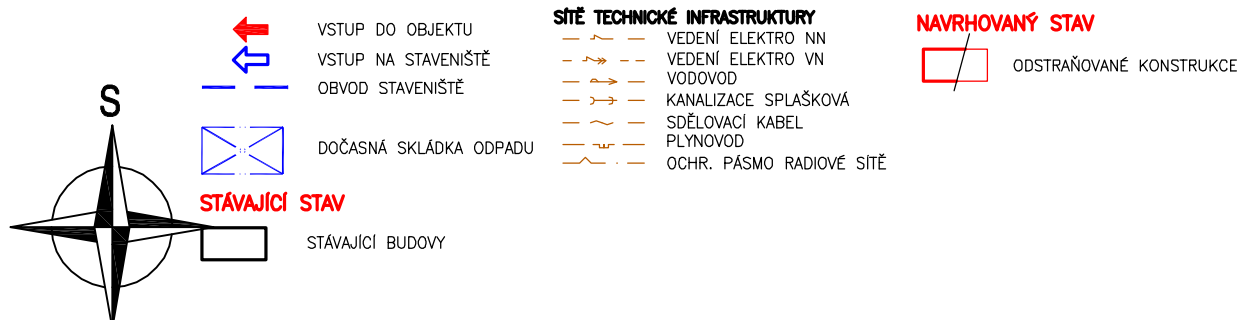 S
VSTUP DO OBJEKTU
VSTUP NA STAVENIŠTĚ
OBVOD STAVENIŠTĚ
DOČASNÁ SKLÁDKA ODPADU
STÁVAJÍCÍ STAV
STÁVAJÍCÍ BUDOVY
SÍTĚ TECHNICKÉ INFRASTRUKTURY
VEDENÍ ELEKTRO NN
VEDENÍ ELEKTRO VN
VODOVOD
KANALIZACE SPLAŠKOVÁ
SDĚLOVACÍ KABEL
PLYNOVOD
OCHR. PÁSMO RADIOVÉ SÍTĚ
NAVRHOVANÝ STAV
ODSTRAŇOVANÉ KONSTRUKCE